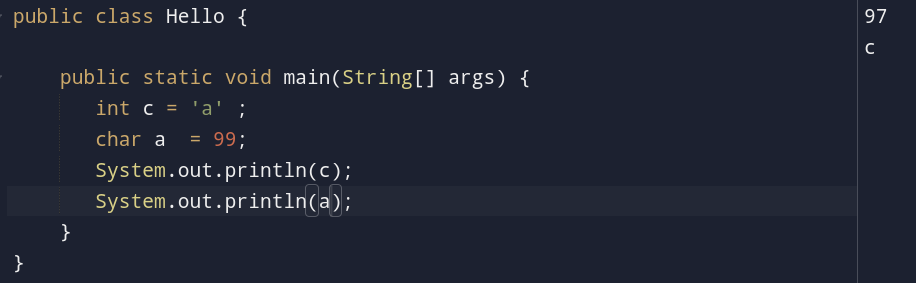 public class Hello {
public static void main(String[] args) {
int c = 'a' ;
char a  = 99;
System.out.println(c);
System.out.println(a);
}
}
97
c